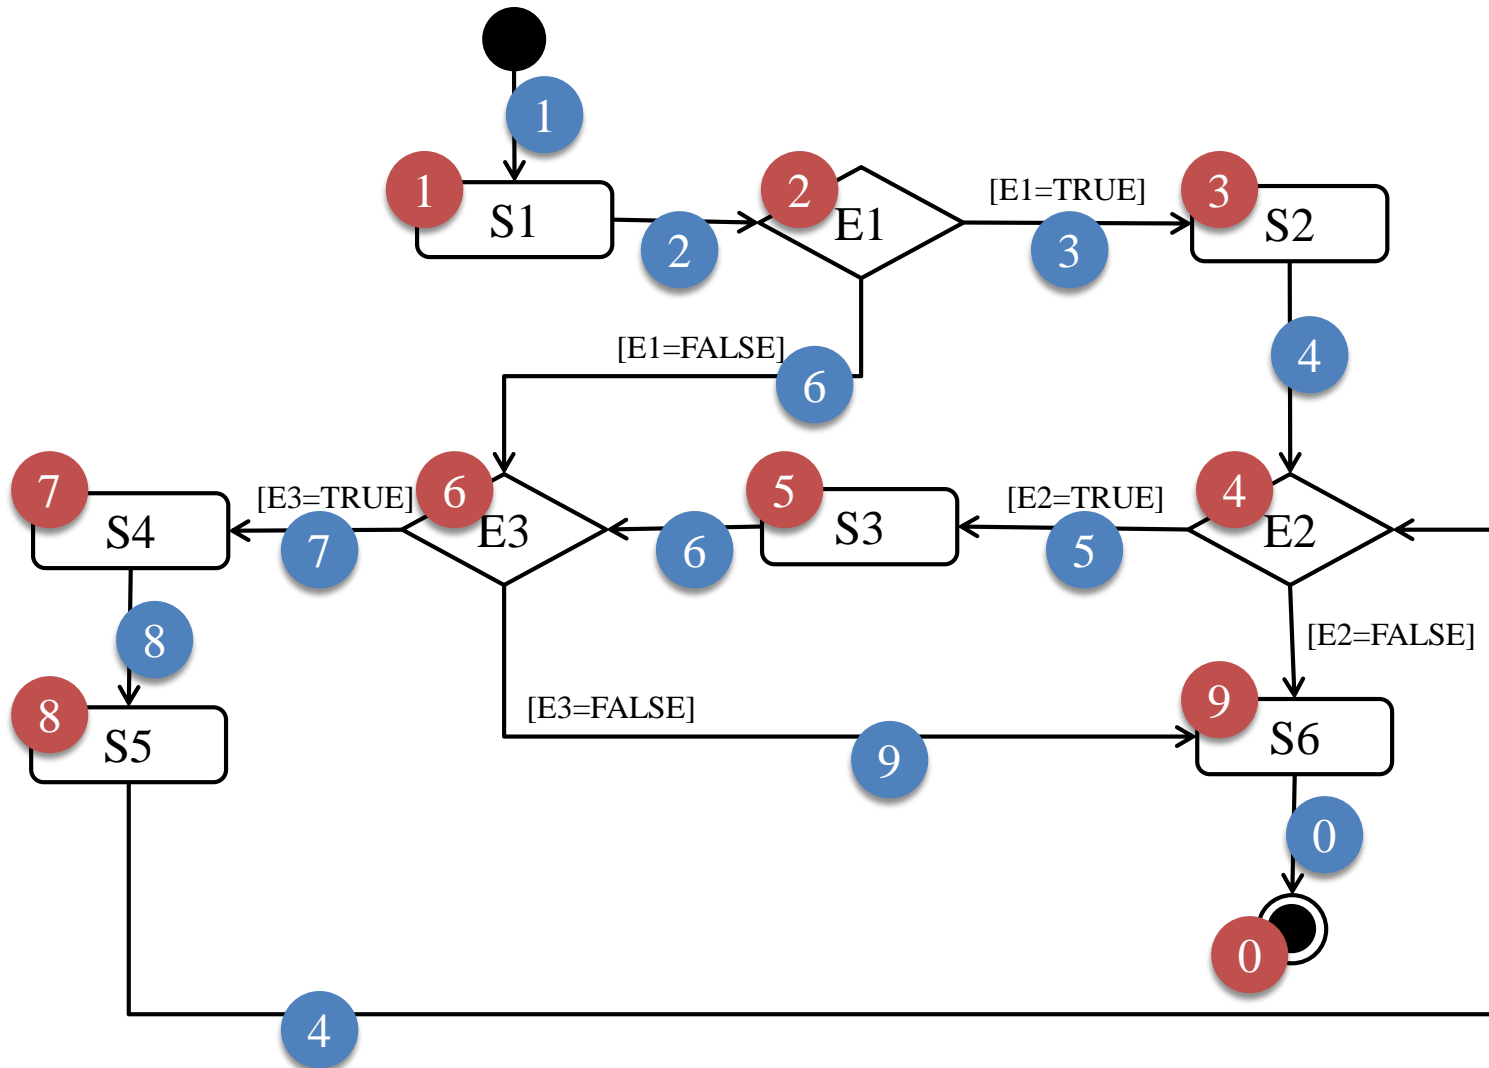 1
1
S1
2
2
E1
[E1=TRUE]
3
3
S2
[E1=FALSE]
6
4
7
S4
[E3=TRUE]
7
6
E3
6
5
S3
[E2=TRUE]
5
4
E2
8
[E2=FALSE]
8
S5
[E3=FALSE]
9
9
S6
0
0
4